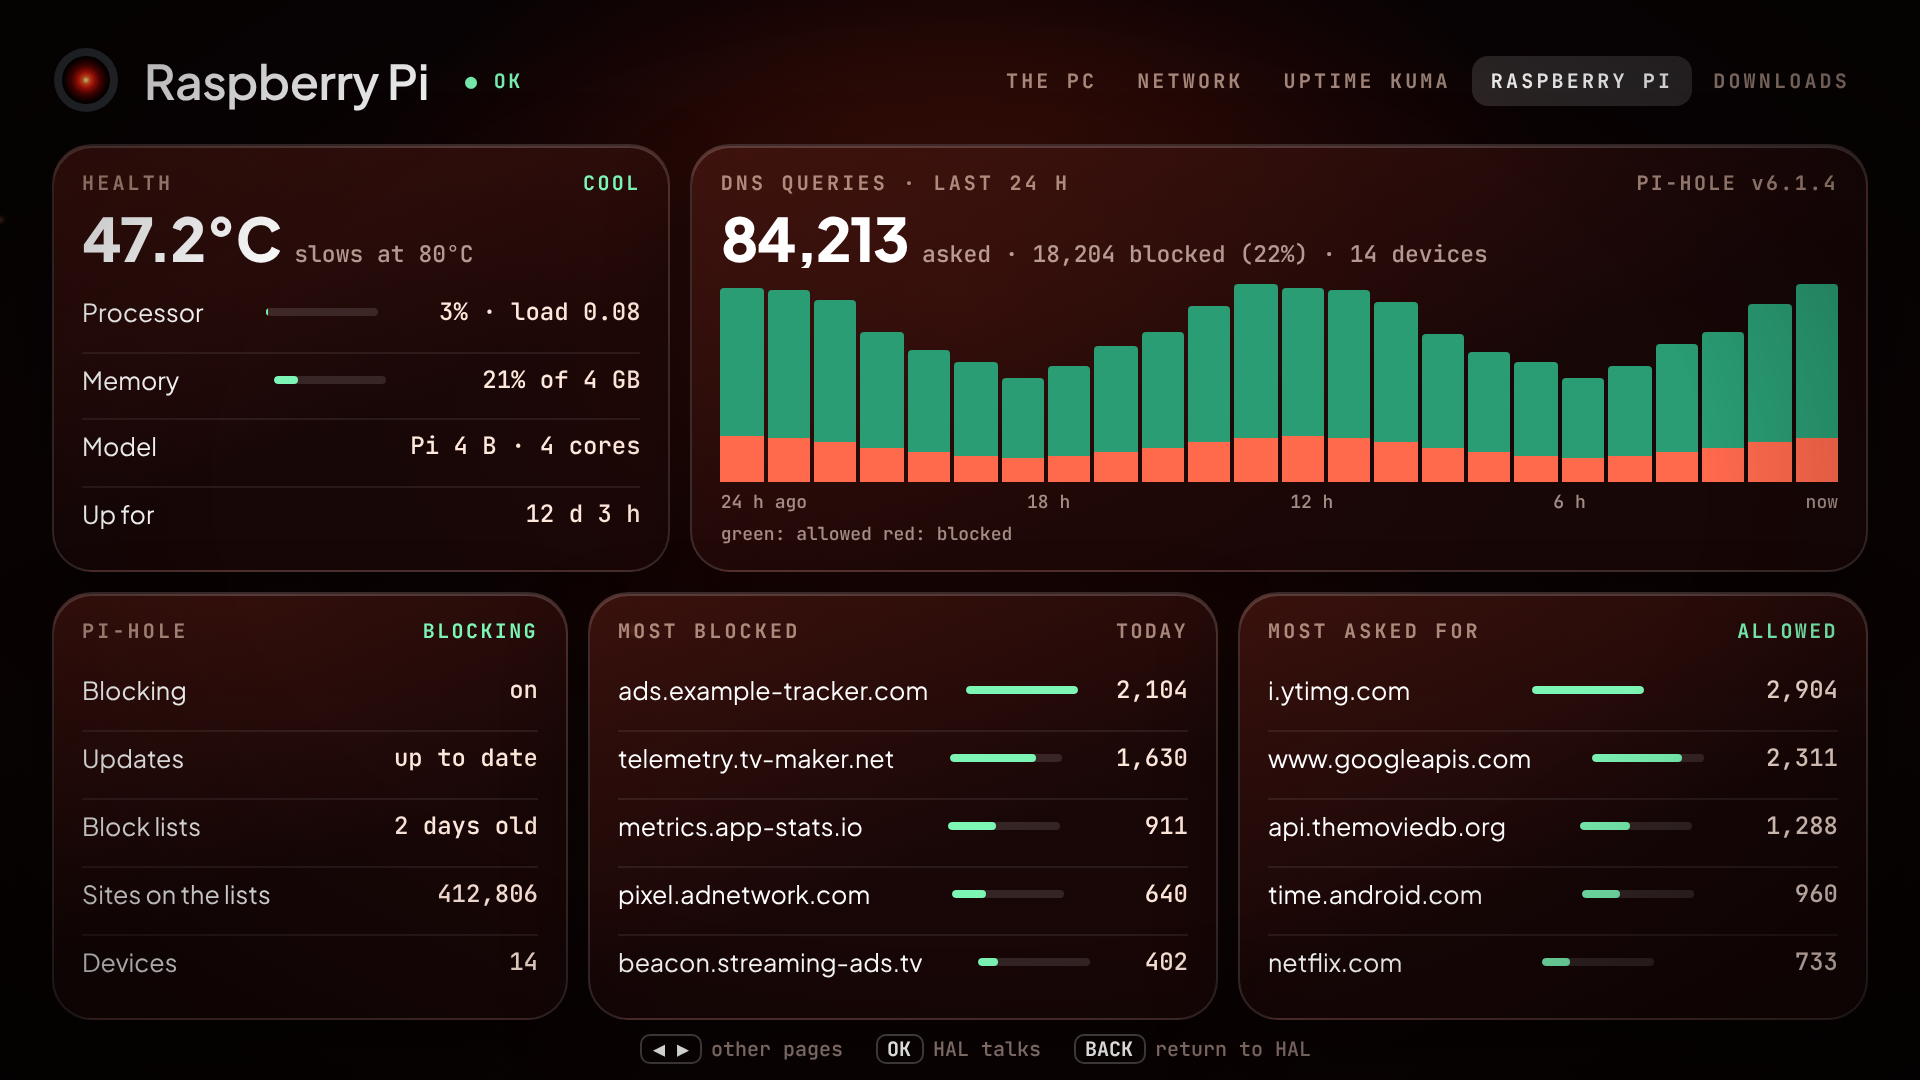 Raspberry Pi
● OK
THE PC
NETWORK
UPTIME KUMA
RASPBERRY PI
DOWNLOADS
HEALTH
COOL
47.2°C slows at 80°C
Processor 3% · load 0.08
Memory 21% of 4 GB
Model Pi 4 B · 4 cores
Up for 12 d 3 h
DNS QUERIES · LAST 24 H
PI-HOLE v6.1.4
84,213 asked · 18,204 blocked (22%) · 14 devices
24 h ago 18 h 12 h 6 h now
green: allowed red: blocked
PI-HOLE
BLOCKING
Blocking on
Updates up to date
Block lists 2 days old
Sites on the lists 412,806
Devices 14
MOST BLOCKED
TODAY
ads.example-tracker.com 2,104
telemetry.tv-maker.net 1,630
metrics.app-stats.io 911
pixel.adnetwork.com 640
beacon.streaming-ads.tv 402
MOST ASKED FOR
ALLOWED
i.ytimg.com 2,904
www.googleapis.com 2,311
api.themoviedb.org 1,288
time.android.com 960
netflix.com 733
◀ ▶ other pages OK HAL talks BACK return to HAL